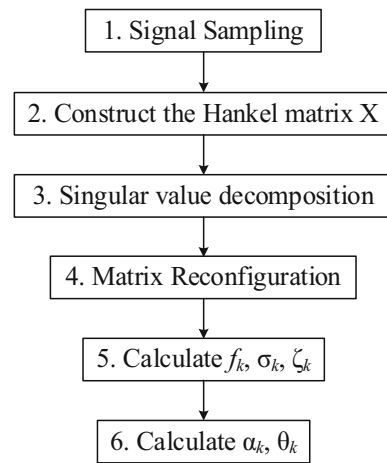 1. Signal Sampling
2. Construct the Hankel matrix X
3. Singular value decomposition
4. Matrix Reconfiguration
5. Calculate fk, σk, ζk
6. Calculate αk, θk